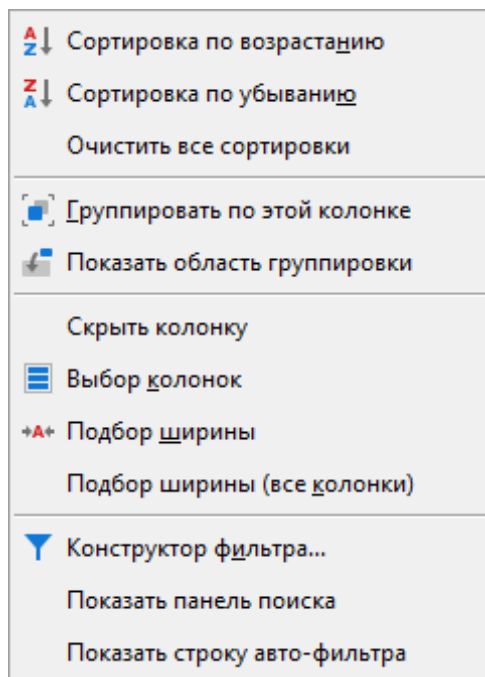 Сортировка по возрастанию
Сортировка по убыванию
Очистить все сортировки
Группировать по этой колонке
Показать область группировки
Скрыть колонку
Выбор колонок
Подбор ширины
Подбор ширины (все колонки)
Конструктор фильтра...
Показать панель поиска
Показать строку авто-фильтра